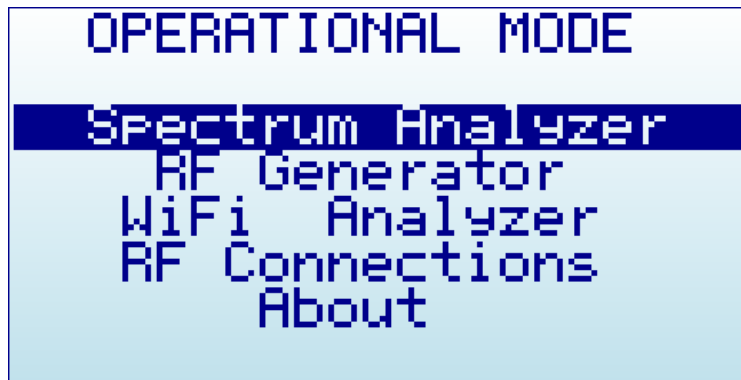 OPERATIONAL MODE
Spectrum Analyzer
RF Generator
WiFi Analyzer
RF Connections
About